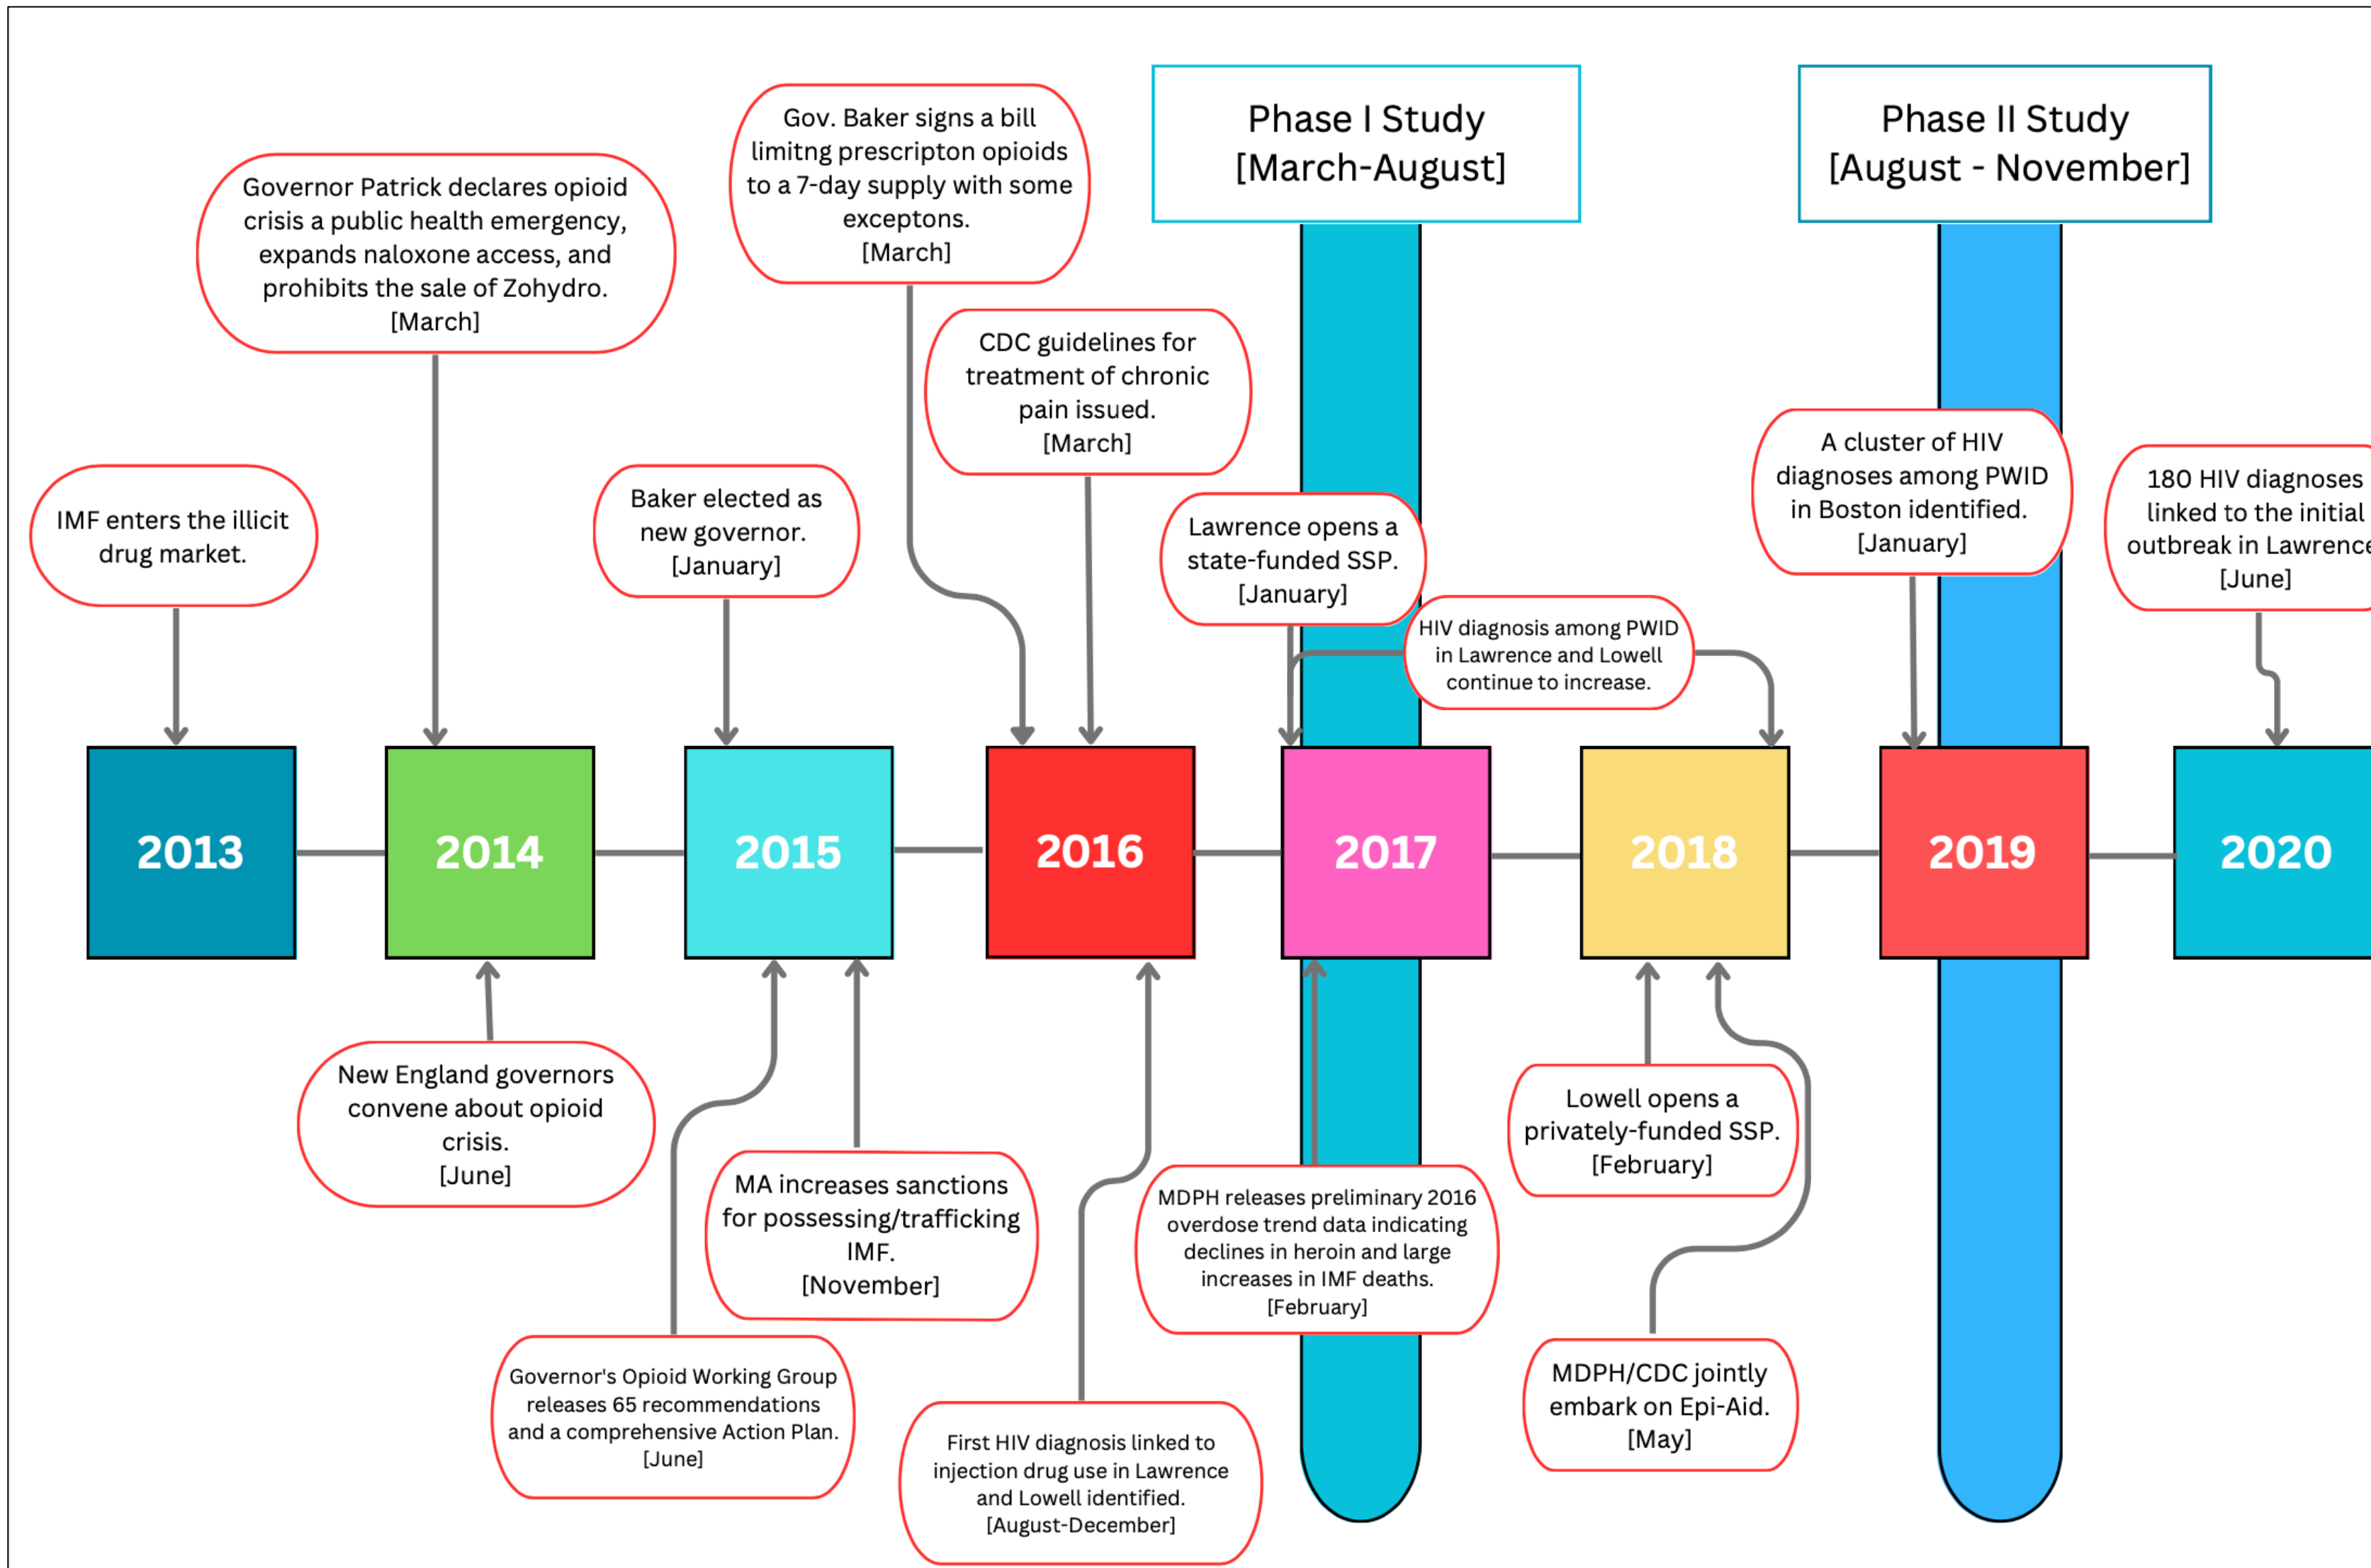 Phase I Study
[March-August]
Phase II Study
[August - November]
Gov. Baker signs a bill
limitng prescripton opioids
to a 7-day supply with some
exceptons.
[March]
Governor Patrick declares opioid
crisis a public health emergency,
expands naloxone access, and
prohibits the sale of Zohydro.
[March]
CDC guidelines for
treatment of chronic
pain issued.
[March]
IMF enters the illicit
drug market.
Baker elected as
new governor.
[January]
Lawrence opens a
state-funded SSP.
[January]
HIV diagnosis among PWID
in Lawrence and Lowell
continue to increase.
A cluster of HIV
diagnoses among PWID
in Boston identified.
[January]
180 HIV diagnoses
linked to the initial
outbreak in Lawrence
[June]
2013
2014
2015
2016
2017
2018
2019
2020
New England governors
convene about opioid
crisis.
[June]
MA increases sanctions
for possessing/trafficking
IMF.
[November]
Governor's Opioid Working Group
releases 65 recommendations
and a comprehensive Action Plan.
[June]
First HIV diagnosis linked to
injection drug use in Lawrence
and Lowell identified.
[August-December]
MDPH releases preliminary 2016
overdose trend data indicating
declines in heroin and large
increases in IMF deaths.
[February]
Lowell opens a
privately-funded SSP.
[February]
MDPH/CDC jointly
embark on Epi-Aid.
[May]